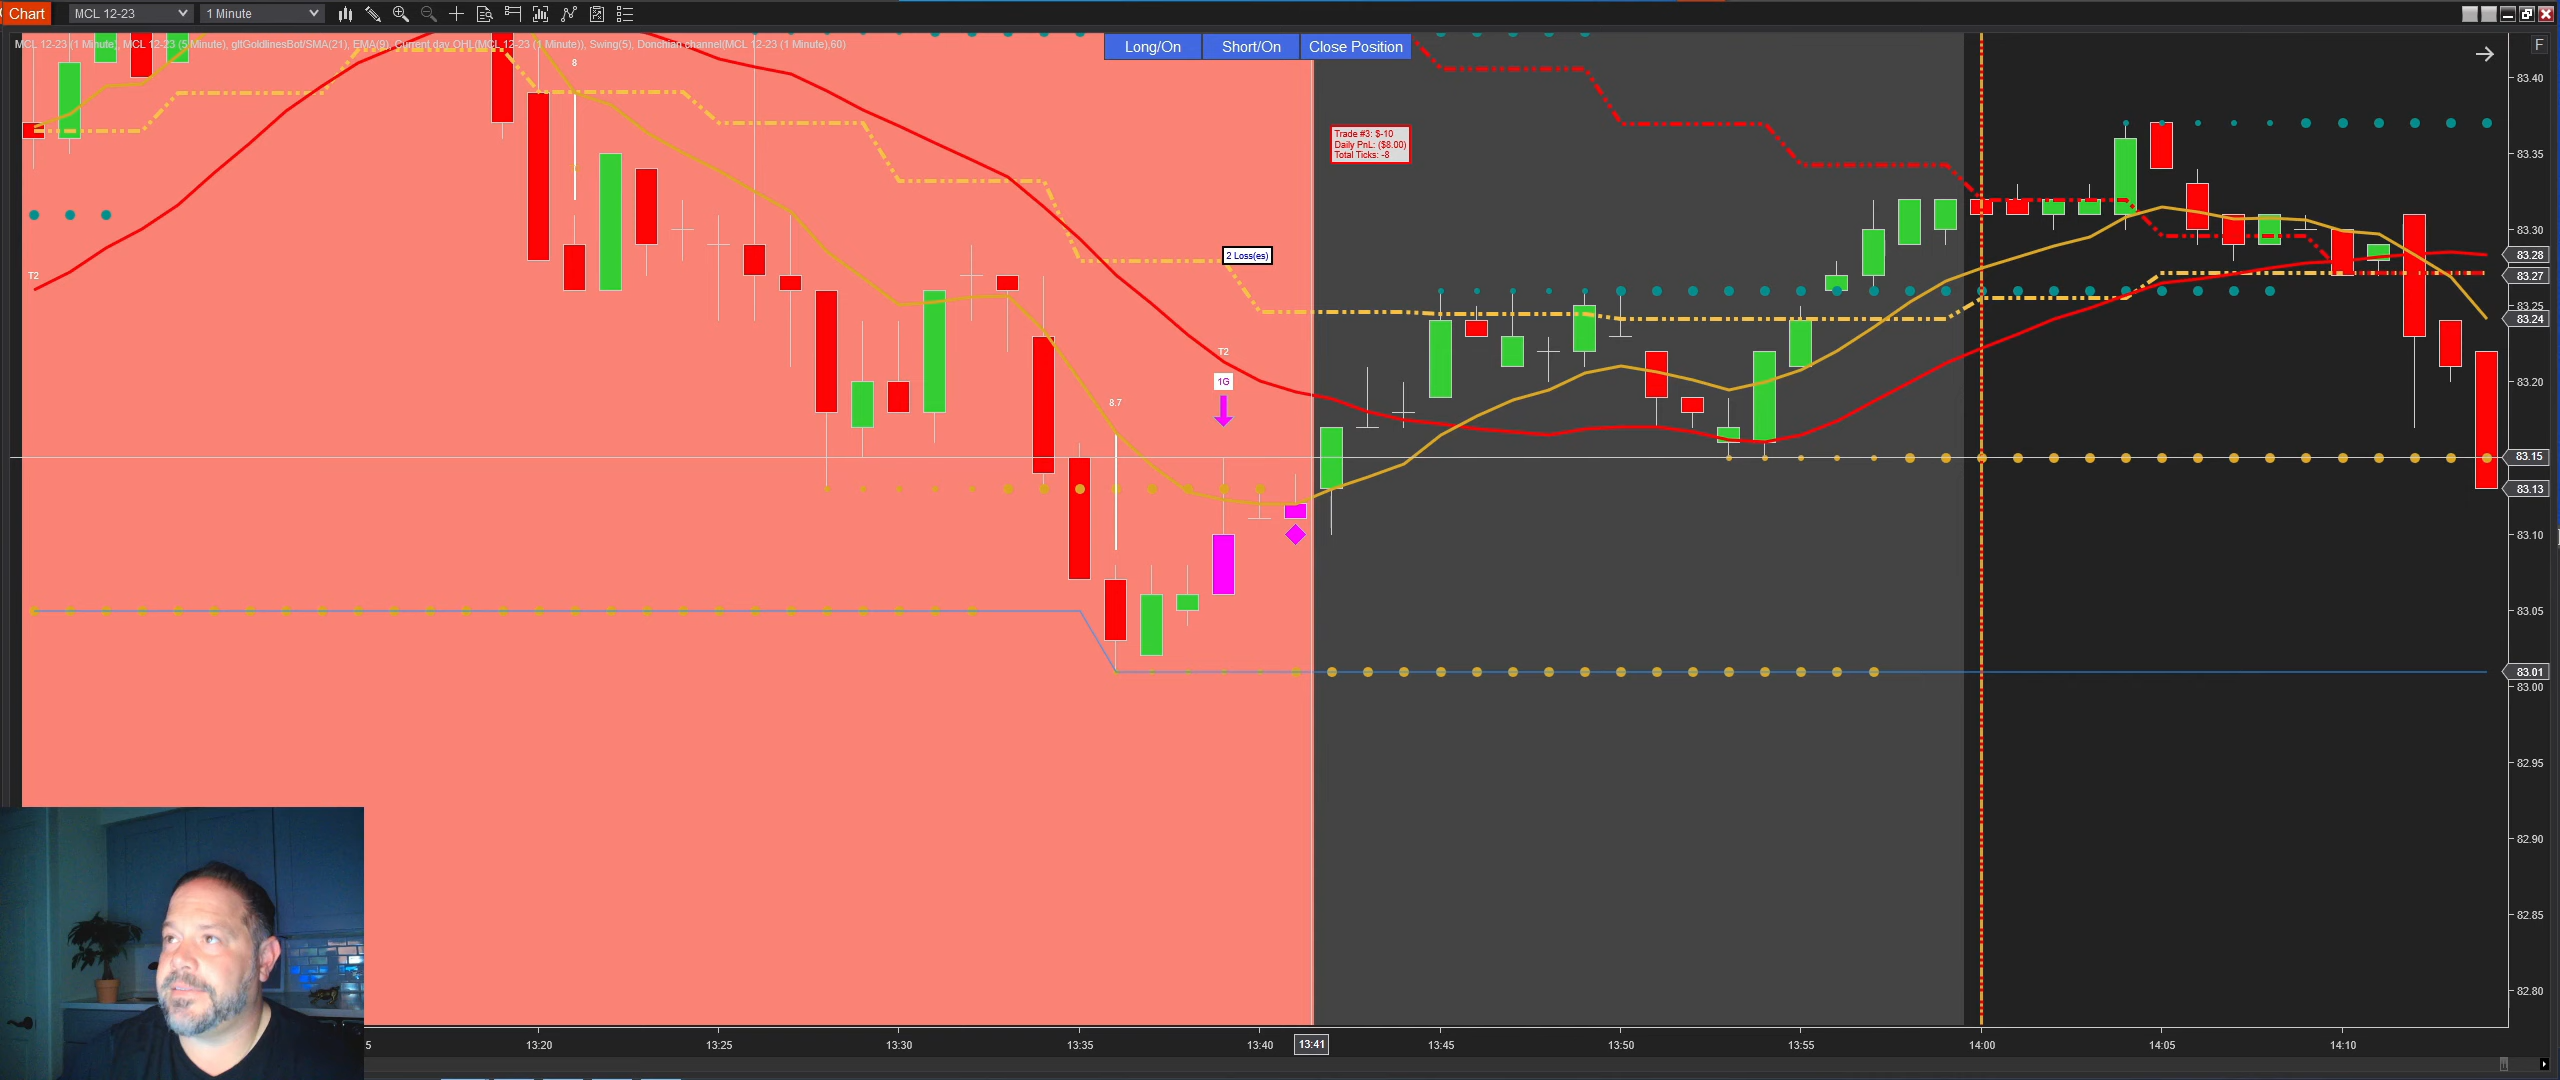 Chart MCL 12-23 1 Minute
MCL 12-23 (1 Minute), MCL 12-23 (5 Minute), gltGoldlinesBot/SMA(21), EMA(9), Current day OHL(MCL 12-23 (1 Minute)), Swing(5), Donchian channel(MCL 12-23 (1 Minute),60)
Long/On Short/On Close Position
F
8
83.40
Trade #3: $-10
Daily PnL: ($8.00)
Total Ticks: -8
83.35
83.30
2 Loss(es)
83.28
T2
83.27
83.25
83.24
T2
1G
83.20
8.7
83.15
83.13
83.10
83.05
83.01
83.00
82.95
82.90
82.85
82.80
5 13:20 13:25 13:30 13:35 13:40 13:41 13:45 13:50 13:55 14:00 14:05 14:10